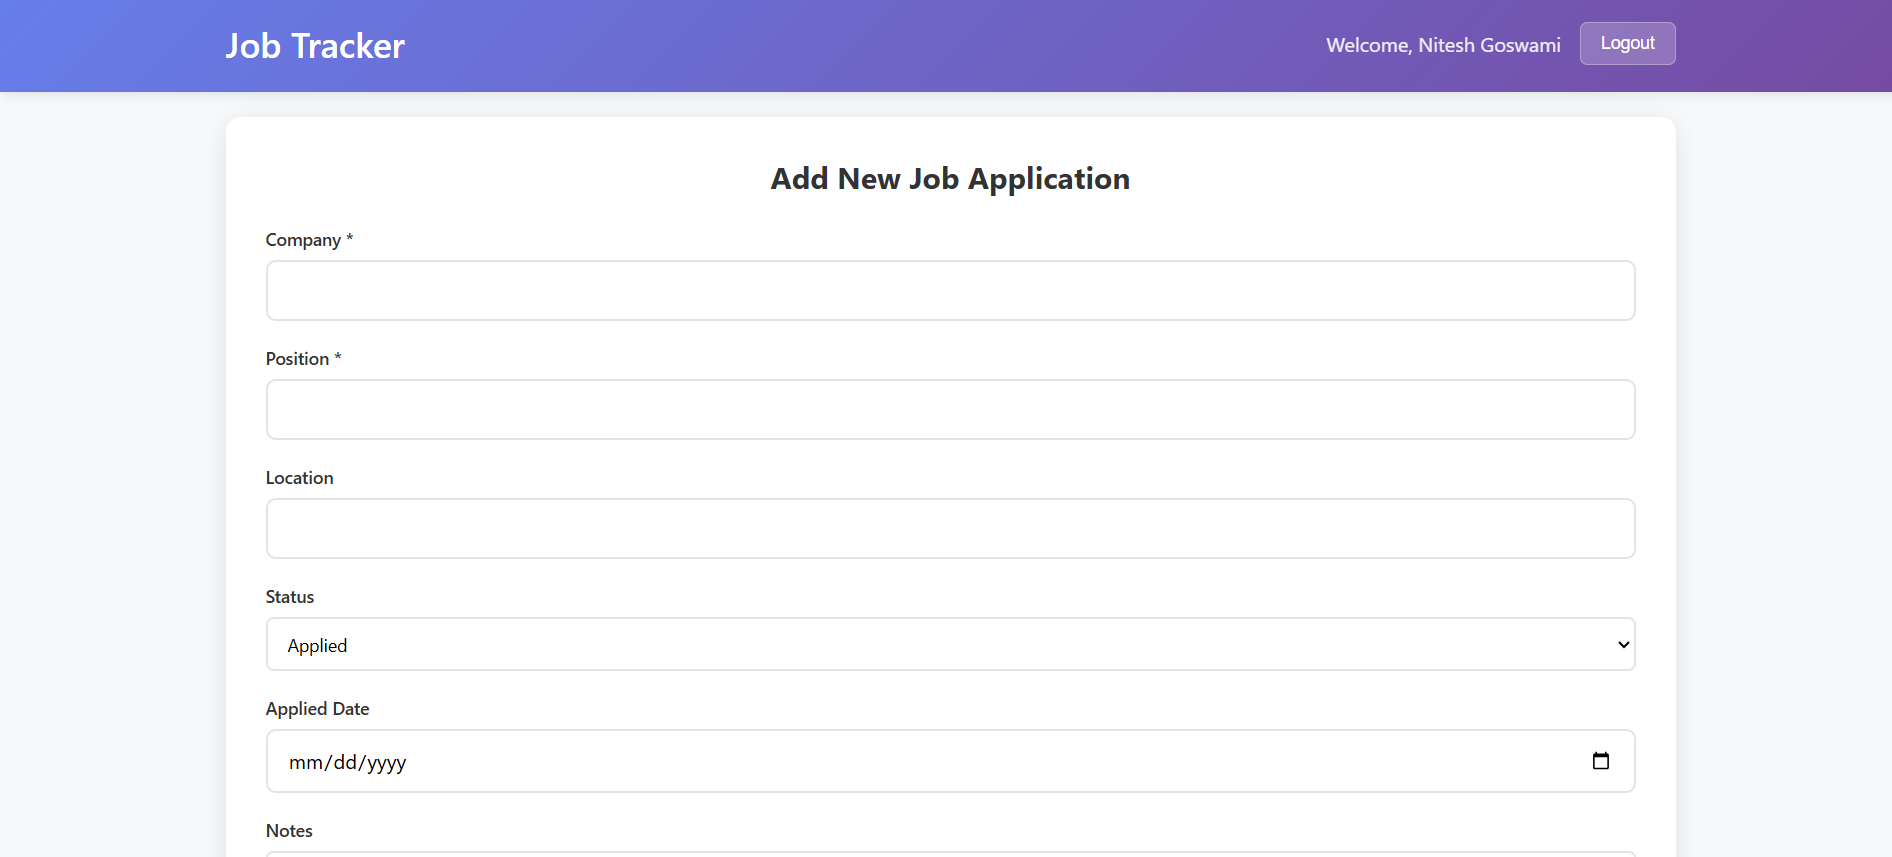 Job Tracker
Welcome, Nitesh Goswami
Logout
Add New Job Application
Company *
Position *
Location
Status
Applied
Applied Date
mm/dd/yyyy
Notes